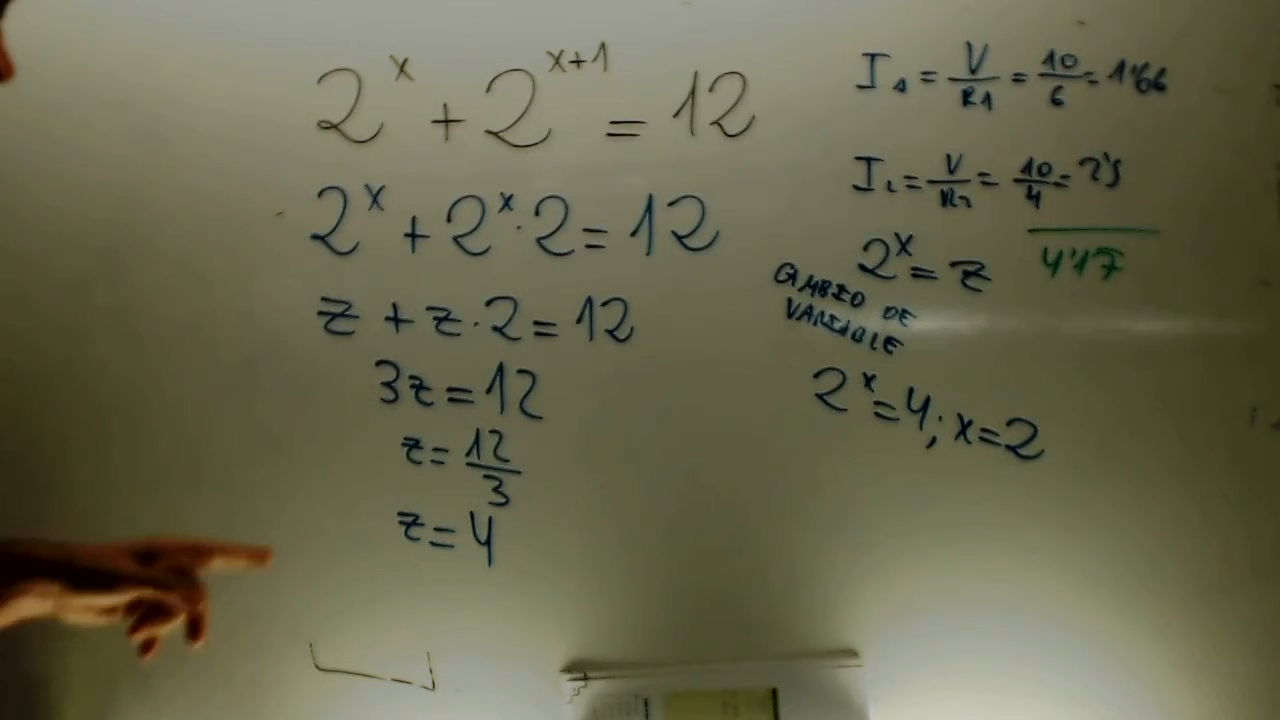 2^x + 2^(x+1) = 12
2^x + 2^x · 2 = 12
z + z · 2 = 12
3z = 12
z = 12/3
z = 4
I₁ = V/R1 = 10/6 = 1'66
I₂ = V/R2 = 10/4 = 2'5
4'17
2^x = z
CAMBIO DE
VARIABLE
2^x = 4; x = 2